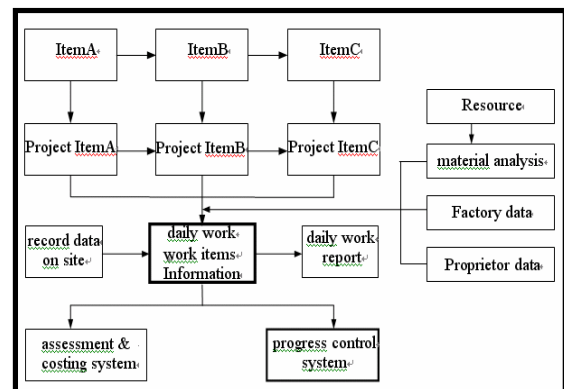 ItemA
ItemB
ItemC
Resource
Project ItemA
Project ItemB
Project ItemC
material analysis
Factory data
record data
on site
daily work
work items
Information
daily work
report
Proprietor data
assessment &
costing system
progress control
system